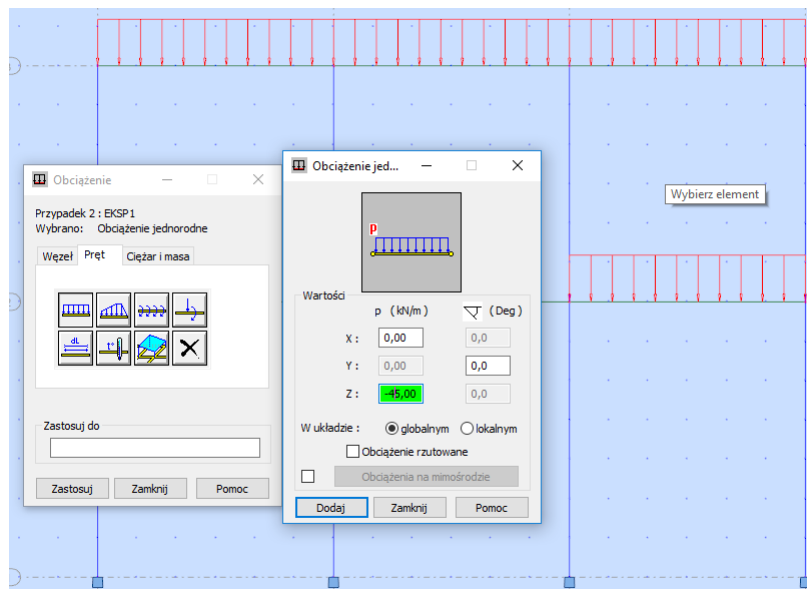 Obciążenie
Przypadek 2 : EKSP1
Wybrano: Obciążenie jednorodne
Węzeł Pręt Ciężar i masa
dL
t°
Zastosuj do
Zastosuj Zamknij Pomoc
Obciążenie jed...
p
Wartości
p (kN/m) (Deg)
X : 0,00 0,0
Y : 0,00 0,0
Z : -45,00 0,0
W układzie : globalnym lokalnym
Obciążenie rzutowane
Obciążenia na mimośrodzie
Dodaj Zamknij Pomoc
Wybierz element